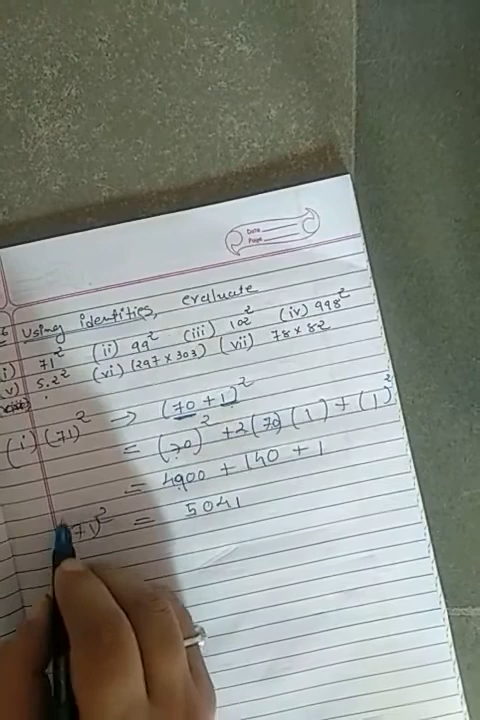 Date
Page
6 Using identities, evaluate
(i) 71² (ii) 99² (iii) 102² (iv) 998²
(v) 5.2² (vi) (297 × 303) (vii) 78 × 82
(i) (71)² → (70 + 1)²
= (70)² + 2(70)(1) + (1)²
= 4900 + 140 + 1
71)² = 5041